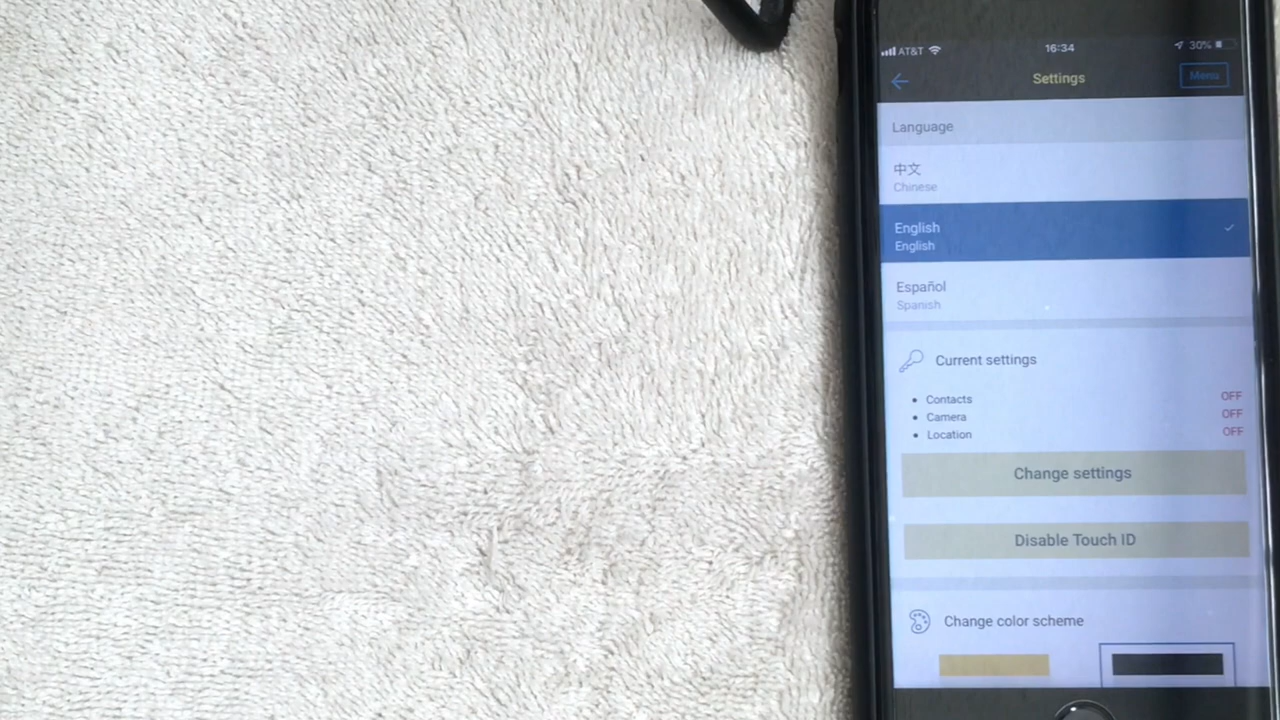 AT&T 16:34 30%
Settings Menu
Language
中文
Chinese
English
English
Español
Spanish
Current settings
Contacts OFF
Camera OFF
Location OFF
Change settings
Disable Touch ID
Change color scheme